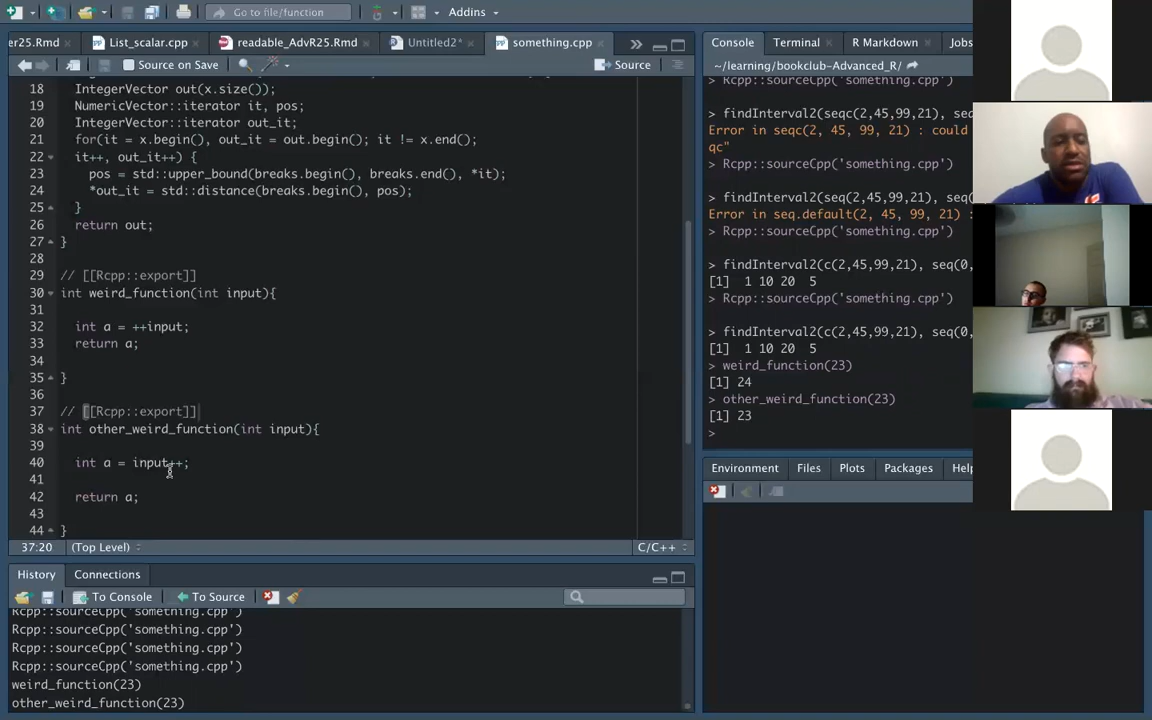 Go to file/function
Addins
er25.Rmd
List_scalar.cpp
readable_AdvR25.Rmd
Untitled2*
something.cpp
Source on Save
Source
18 IntegerVector out(x.size());
19 NumericVector::iterator it, pos;
20 IntegerVector::iterator out_it;
21 for(it = x.begin(), out_it = out.begin(); it != x.end();
22 it++, out_it++) {
23 pos = std::upper_bound(breaks.begin(), breaks.end(), *it);
24 *out_it = std::distance(breaks.begin(), pos);
25 }
26 return out;
27 }
28
29 // [[Rcpp::export]]
30 int weird_function(int input){
31
32 int a = ++input;
33 return a;
34
35 }
36
37 // [[Rcpp::export]]
38 int other_weird_function(int input){
39
40 int a = input++;
41
42 return a;
43
44 }
37:20 (Top Level) C/C++
History Connections
To Console To Source
Rcpp::sourceCpp('something.cpp')
Rcpp::sourceCpp('something.cpp')
Rcpp::sourceCpp('something.cpp')
Rcpp::sourceCpp('something.cpp')
weird_function(23)
other_weird_function(23)
Console Terminal R Markdown Jobs
~/learning/bookclub-Advanced_R/
> Rcpp::sourceCpp('something.cpp')
> findInterval2(seqc(2,45,99,21), se
Error in seqc(2, 45, 99, 21) : could
qc"
> Rcpp::sourceCpp('something.cpp')
> findInterval2(seq(2,45,99,21), seq
Error in seq.default(2, 45, 99, 21) :
> Rcpp::sourceCpp('something.cpp')
> findInterval2(c(2,45,99,21), seq(0,
[1] 1 10 20 5
> Rcpp::sourceCpp('something.cpp')
> findInterval2(c(2,45,99,21), seq(0,
[1] 1 10 20 5
> weird_function(23)
[1] 24
> other_weird_function(23)
[1] 23
>
Environment Files Plots Packages Hel